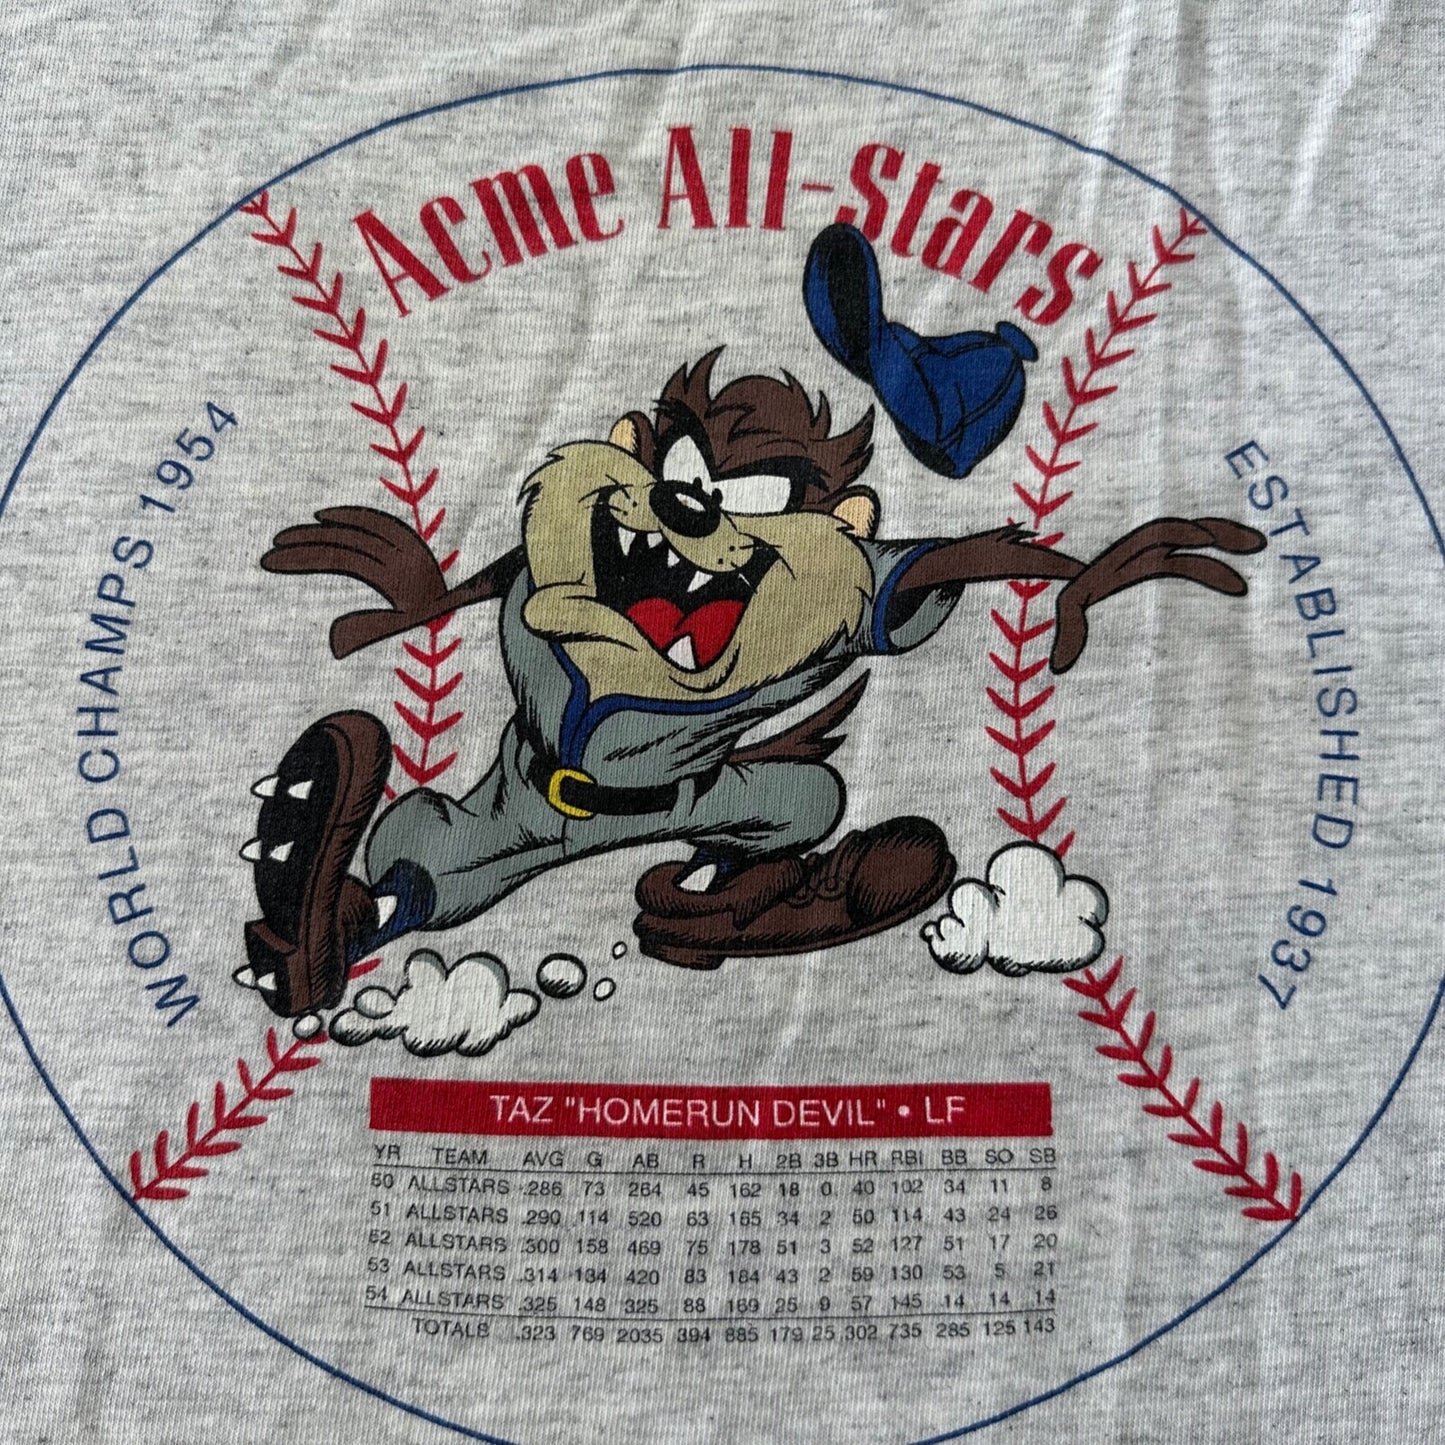 Acme All-Stars
WORLD CHAMPS 1954
ESTABLISHED 1937
TAZ "HOMERUN DEVIL" • LF
YR TEAM AVG G AB R H 2B 3B HR RBI BB SO SB
50 ALLSTARS .286 73 264 45 162 18 0 40 102 34 11 8
51 ALLSTARS .290 114 520 63 165 34 2 50 114 43 24 26
52 ALLSTARS .300 158 469 75 178 51 3 52 127 51 17 20
53 ALLSTARS .314 134 420 83 184 43 2 59 130 53 5 21
54 ALLSTARS .325 148 325 88 169 25 9 57 145 14 14 14
TOTALS .323 769 2035 394 885 179 25 302 735 285 125 143